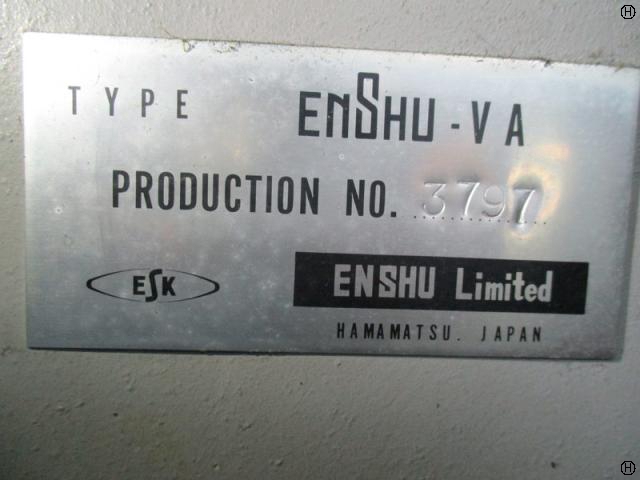 H
TYPE ENSHU-VA
PRODUCTION NO. 3797
ESK
ENSHU Limited
HAMAMATSU. JAPAN
H